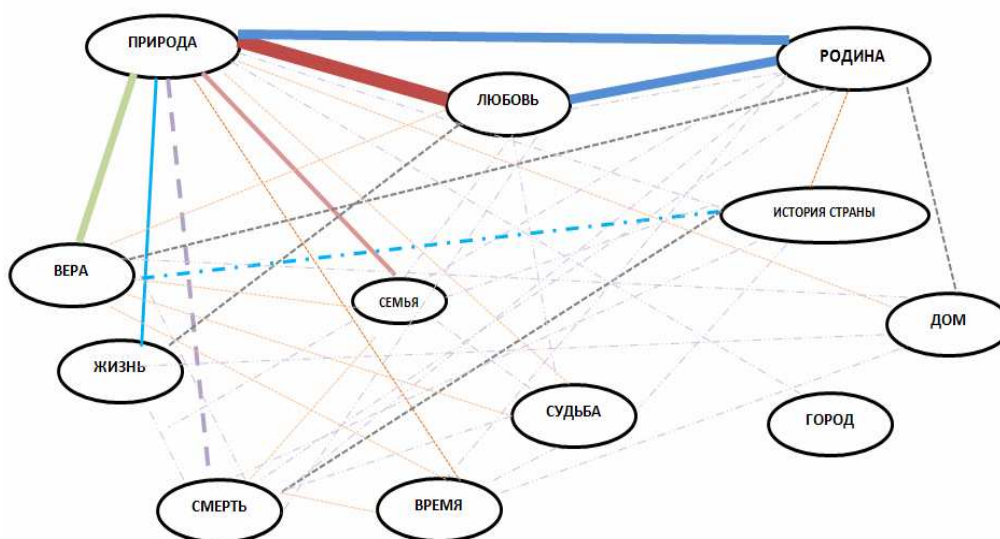 ПРИРОДА
РОДИНА
ЛЮБОВЬ
ИСТОРИЯ СТРАНЫ
ВЕРА
СЕМЬЯ
ДОМ
ЖИЗНЬ
СУДЬБА
ГОРОД
СМЕРТЬ
ВРЕМЯ